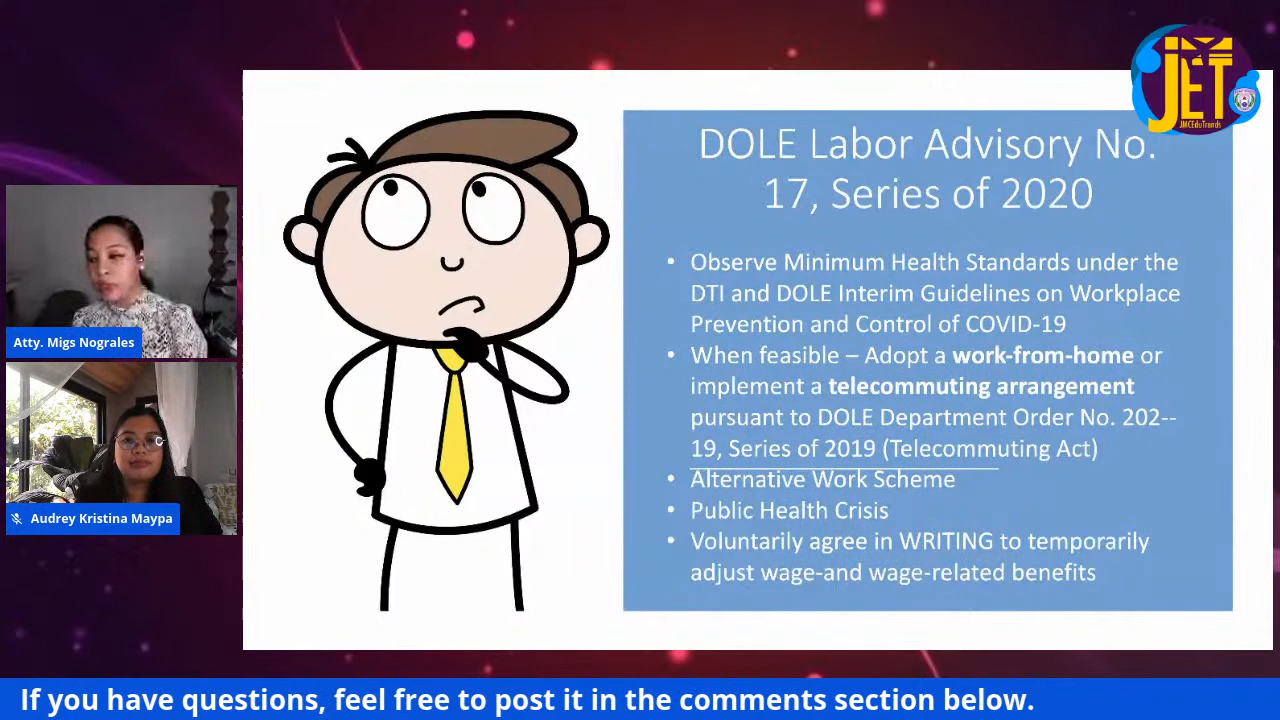 JMC
JET
JMCEduTrends
DOLE Labor Advisory No.
17, Series of 2020
• Observe Minimum Health Standards under the
DTI and DOLE Interim Guidelines on Workplace
Prevention and Control of COVID-19
• When feasible – Adopt a work-from-home or
implement a telecommuting arrangement
pursuant to DOLE Department Order No. 202--
19, Series of 2019 (Telecommuting Act)
• Alternative Work Scheme
• Public Health Crisis
• Voluntarily agree in WRITING to temporarily
adjust wage-and wage-related benefits
Atty. Migs Nograles
Audrey Kristina Maypa
If you have questions, feel free to post it in the comments section below.